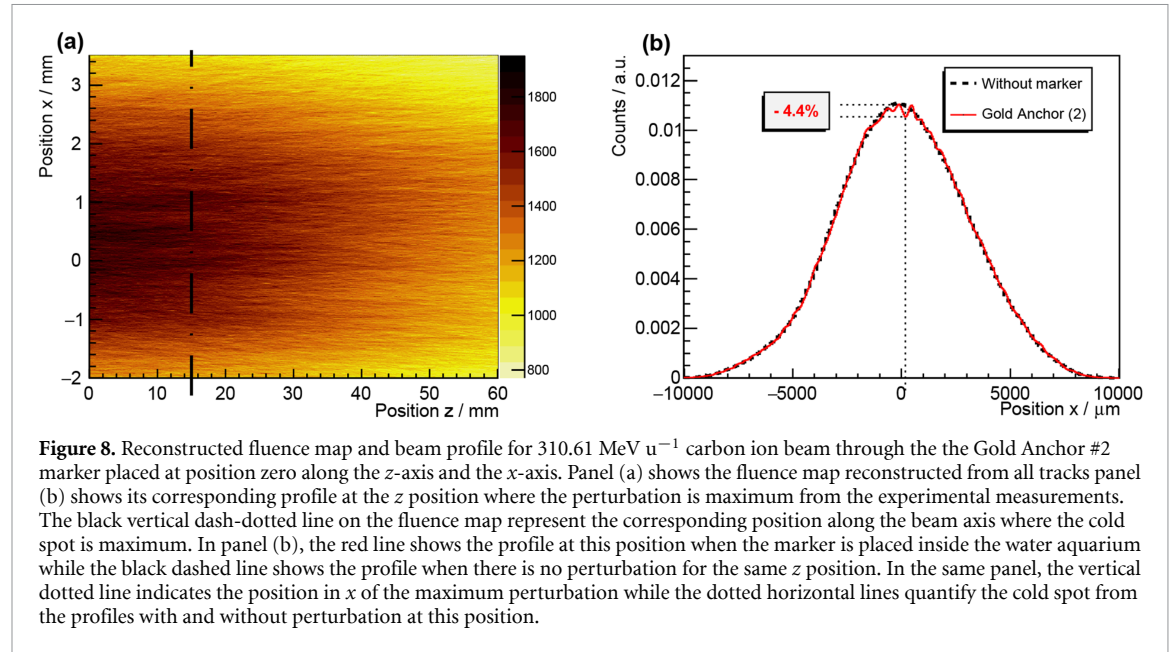 (a)
Position x / mm
3
2
1
0
−1
−2
0 10 20 30 40 50 60
Position z / mm
1800
1600
1400
1200
1000
800
(b)
Counts / a.u.
0.012
0.01
0.008
0.006
0.004
0.002
0
- 4.4%
Without marker
Gold Anchor (2)
−10000 −5000 0 5000 10000
Position x / μm
Figure 8. Reconstructed fluence map and beam profile for 310.61 MeV u−1 carbon ion beam through the the Gold Anchor #2
marker placed at position zero along the z-axis and the x-axis. Panel (a) shows the fluence map reconstructed from all tracks panel
(b) shows its corresponding profile at the z position where the perturbation is maximum from the experimental measurements.
The black vertical dash-dotted line on the fluence map represent the corresponding position along the beam axis where the cold
spot is maximum. In panel (b), the red line shows the profile at this position when the marker is placed inside the water aquarium
while the black dashed line shows the profile when there is no perturbation for the same z position. In the same panel, the vertical
dotted line indicates the position in x of the maximum perturbation while the dotted horizontal lines quantify the cold spot from
the profiles with and without perturbation at this position.